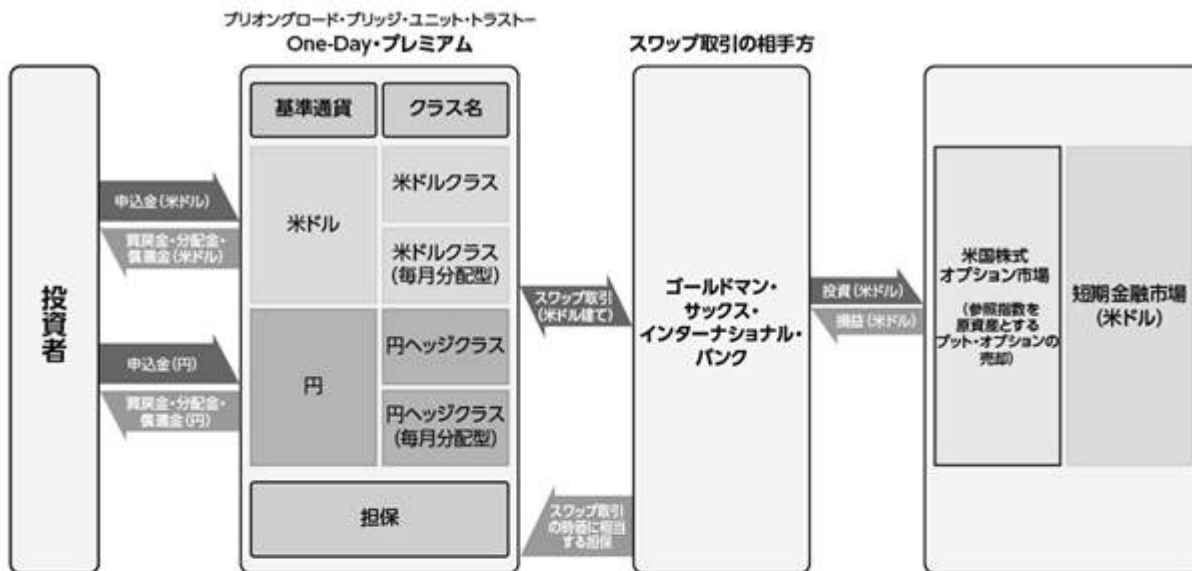 プリオングロード・ブリッジ・ユニット・トラストー
One-Day・プレミアム
スワップ取引の相手方
基準通貨
クラス名
投資者
申込金(米ドル)
買戻金・分配金・
償還金(米ドル)
米ドル
米ドルクラス
米ドルクラス
(毎月分配型)
申込金(円)
買戻金・分配金・
償還金(円)
円
円ヘッジクラス
円ヘッジクラス
(毎月分配型)
担保
スワップ取引
(米ドル建て)
スワップ取引
の時価に相当
する担保
ゴールドマン・
サックス・
インターナショナル・
バンク
投資(米ドル)
損益(米ドル)
米国株式
オプション市場
(参照指数を
原資産とする
プット・オプションの
売却)
短期金融市場
(米ドル)